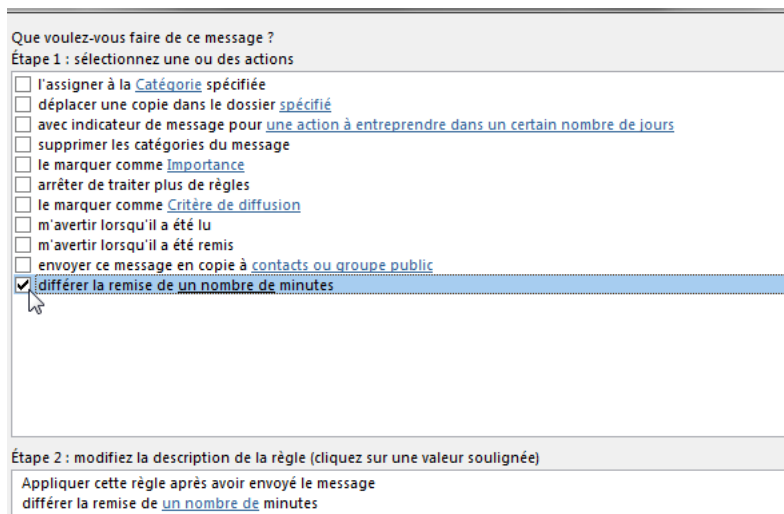 Que voulez-vous faire de ce message ?
Étape 1 : sélectionnez une ou des actions
l'assigner à la Catégorie spécifiée
déplacer une copie dans le dossier spécifié
avec indicateur de message pour une action à entreprendre dans un certain nombre de jours
supprimer les catégories du message
le marquer comme Importance
arrêter de traiter plus de règles
le marquer comme Critère de diffusion
m'avertir lorsqu'il a été lu
m'avertir lorsqu'il a été remis
envoyer ce message en copie à contacts ou groupe public
différer la remise de un nombre de minutes
Étape 2 : modifiez la description de la règle (cliquez sur une valeur soulignée)
Appliquer cette règle après avoir envoyé le message
différer la remise de un nombre de minutes